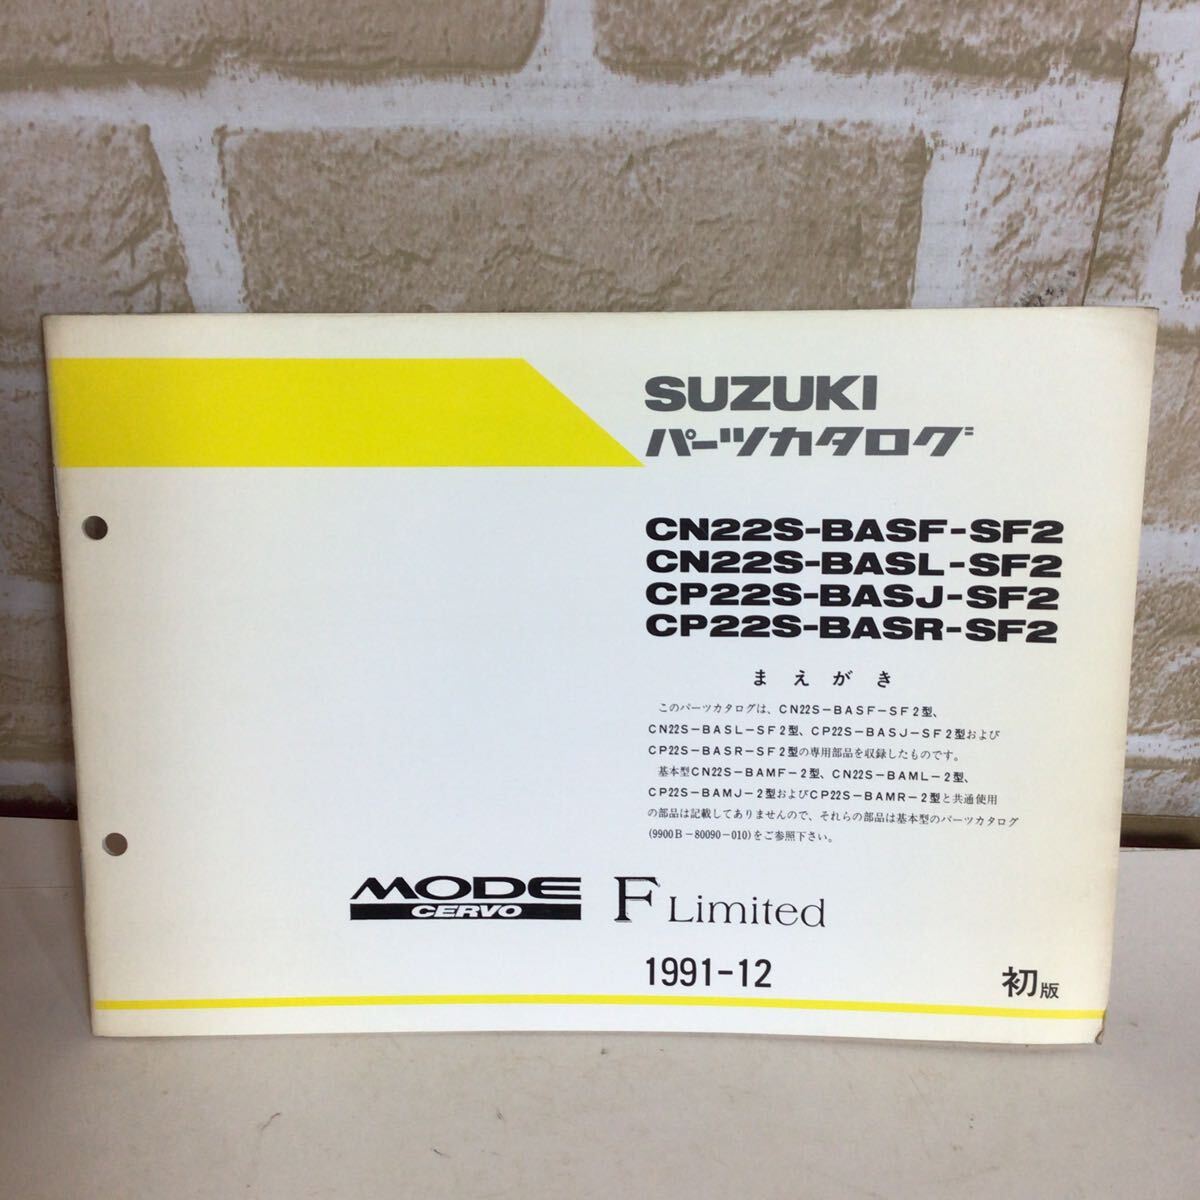 SUZUKI
パーツカタログ
CN22S-BASF-SF2
CN22S-BASL-SF2
CP22S-BASJ-SF2
CP22S-BASR-SF2
まえがき
このパーツカタログは、CN22S-BASF-SF2型、
CN22S-BASL-SF2型、CP22S-BASJ-SF2型および
CP22S-BASR-SF2型の専用部品を収録したものです。
基本型CN22S-BAMF-2型、CN22S-BAML-2型、
CP22S-BAMJ-2型およびCP22S-BAMR-2型と共通使用
の部品は記載してありませんので、それらの部品は基本型のパーツカタログ
(9900B-80090-010)をご参照下さい。
MODE
CERVO
F Limited
1991-12
初版